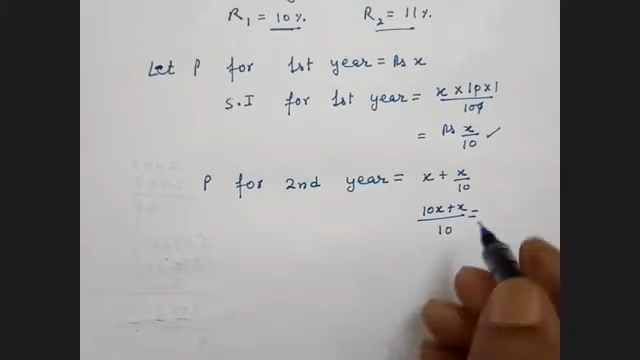 R₁ = 10%. R₂ = 11%.
Let P for 1st year = Rs x
S.I for 1st year = x × 10 × 1 / 100
= Rs x/10 ✓
P for 2nd year = x + x/10
10x + x / 10 =